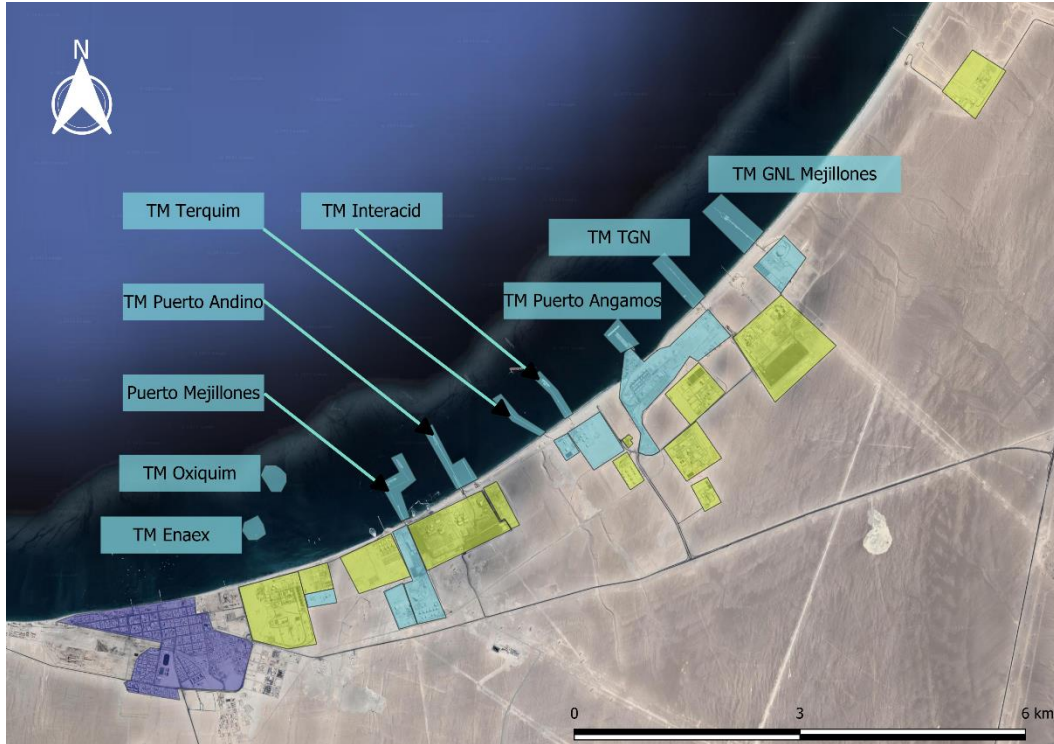 N
TM GNL Mejillones
TM Terquim
TM Interacid
TM TGN
TM Puerto Andino
TM Puerto Angamos
Puerto Mejillones
TM Oxiquim
TM Enaex
0
3
6 km